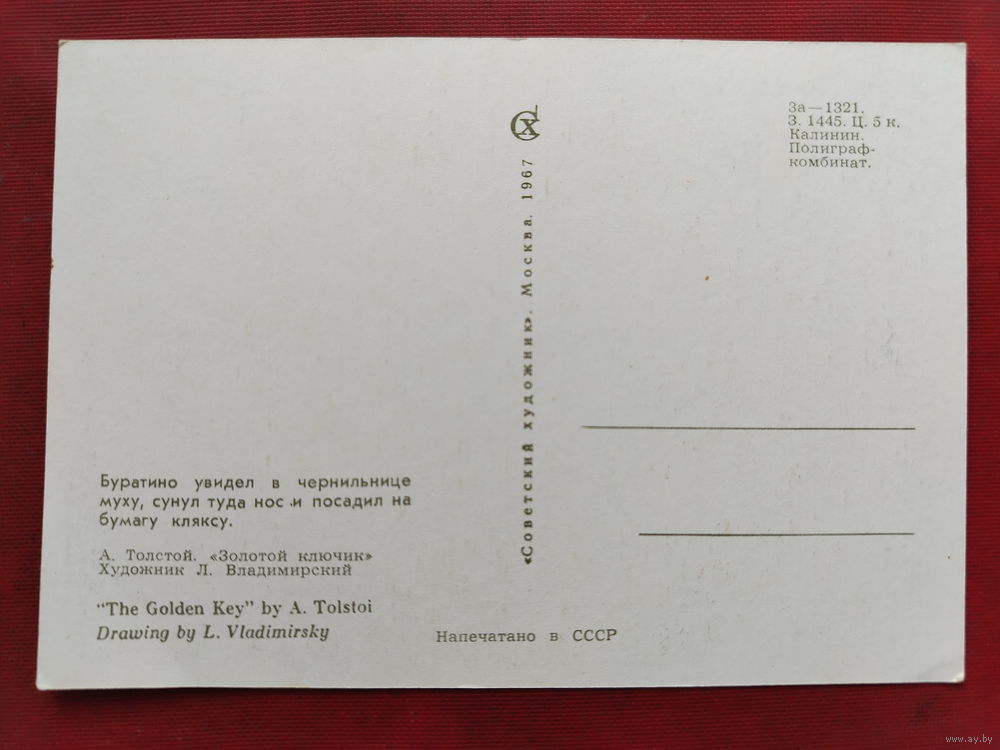 За—1321.
З. 1445. Ц. 5 к.
Калинин.
Полиграф-
комбинат.
СХ
«Советский художник». Москва. 1967
Буратино увидел в чернильнице
муху, сунул туда нос и посадил на
бумагу кляксу.
А. Толстой. «Золотой ключик»
Художник Л. Владимирский
"The Golden Key" by A. Tolstoi
Drawing by L. Vladimirsky
Напечатано в СССР
www.ay.by